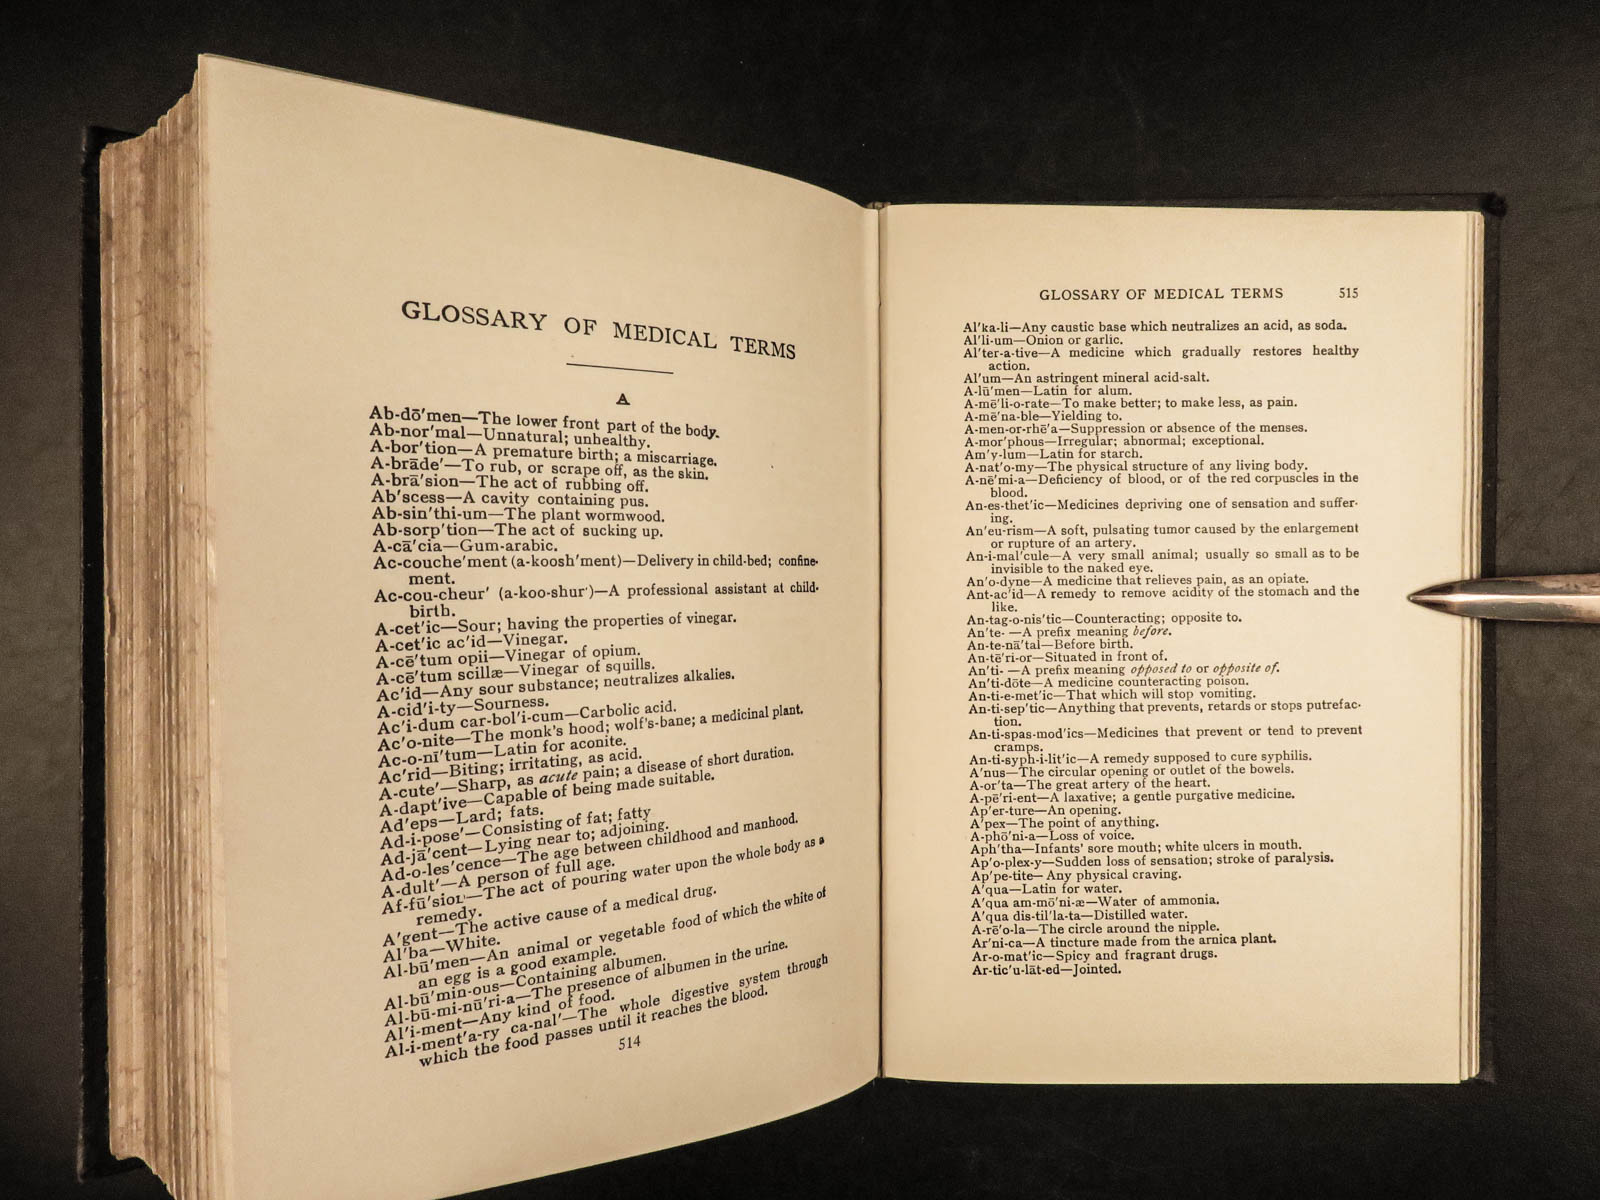 GLOSSARY OF MEDICAL TERMS
A
Ab-dō′men—The lower front part of the body.
Ab-nor′mal—Unnatural; unhealthy.
A-bor′tion—A premature birth; a miscarriage.
A-brāde′—To rub, or scrape off, as the skin.
A-brā′sion—The act of rubbing off.
Ab′scess—A cavity containing pus.
Ab-sin′thi-um—The plant wormwood.
Ab-sorp′tion—The act of sucking up.
A-cā′cia—Gum-arabic.
Ac-couche′ment (a-koosh′ment)—Delivery in child-bed; confine-
ment.
Ac-cou-cheur′ (a-koo-shur′)—A professional assistant at child-
birth.
A-cet′ic—Sour; having the properties of vinegar.
A-cet′ic ac′id—Vinegar.
A-cē′tum opii—Vinegar of opium.
A-cē′tum scillæ—Vinegar of squills.
Ac′id—Any sour substance; neutralizes alkalies.
A-cid′i-ty—Sourness.
Ac′i-dum car-bol′i-cum—Carbolic acid.
Ac′o-nite—The monk's hood; wolf's-bane; a medicinal plant.
Ac-o-nī′tum—Latin for aconite.
Ac′rid—Biting; irritating, as acid.
A-cute′—Sharp, as acute pain; a disease of short duration.
A-dapt′ive—Capable of being made suitable.
Ad′eps—Lard; fats.
Ad-i-pose′—Consisting of fat; fatty
Ad-jā′cent—Lying near to; adjoining.
Ad-o-les′cence—The age between childhood and manhood.
A-dult′—A person of full age.
Af-fū′sion—The act of pouring water upon the whole body as a
remedy.
A′gent—The active cause of a medical drug.
Al′ba—White.
Al-bū′men—An animal or vegetable food of which the white of
an egg is a good example.
Al-bū′min-ous—Containing albumen.
Al-bū-mi-nū′ri-a—The presence of albumen in the urine.
Al′i-ment—Any kind of food.
Al-i-ment′a-ry ca-nal′—The whole digestive system through
which the food passes until it reaches the blood.
514
GLOSSARY OF MEDICAL TERMS 515
Al′ka-li—Any caustic base which neutralizes an acid, as soda.
Al′li-um—Onion or garlic.
Al′ter-a-tive—A medicine which gradually restores healthy
action.
Al′um—An astringent mineral acid-salt.
A-lū′men—Latin for alum.
A-mē′li-o-rate—To make better; to make less, as pain.
A-mē′na-ble—Yielding to.
A-men-or-rhē′a—Suppression or absence of the menses.
A-mor′phous—Irregular; abnormal; exceptional.
Am′y-lum—Latin for starch.
A-nat′o-my—The physical structure of any living body.
A-nē′mi-a—Deficiency of blood, or of the red corpuscles in the
blood.
An-es-thet′ic—Medicines depriving one of sensation and suffer-
ing.
An′eu-rism—A soft, pulsating tumor caused by the enlargement
or rupture of an artery.
An-i-mal′cule—A very small animal; usually so small as to be
invisible to the naked eye.
An′o-dyne—A medicine that relieves pain, as an opiate.
Ant-ac′id—A remedy to remove acidity of the stomach and the
like.
An-tag-o-nis′tic—Counteracting; opposite to.
An′te- —A prefix meaning before.
An-te-nā′tal—Before birth.
An-tē′ri-or—Situated in front of.
An′ti- —A prefix meaning opposed to or opposite of.
An′ti-dōte—A medicine counteracting poison.
An-ti-e-met′ic—That which will stop vomiting.
An-ti-sep′tic—Anything that prevents, retards or stops putrefac-
tion.
An-ti-spas-mod′ics—Medicines that prevent or tend to prevent
cramps.
An-ti-syph-i-lit′ic—A remedy supposed to cure syphilis.
A′nus—The circular opening or outlet of the bowels.
A-or′ta—The great artery of the heart.
A-pē′ri-ent—A laxative; a gentle purgative medicine.
Ap′er-ture—An opening.
A′pex—The point of anything.
A-phō′ni-a—Loss of voice.
Aph′tha—Infants' sore mouth; white ulcers in mouth.
Ap′o-plex-y—Sudden loss of sensation; stroke of paralysis.
Ap′pe-tite—Any physical craving.
A′qua—Latin for water.
A′qua am-mō′ni-æ—Water of ammonia.
A′qua dis-til′la-ta—Distilled water.
A-rē′o-la—The circle around the nipple.
Ar′ni-ca—A tincture made from the arnica plant.
Ar-o-mat′ic—Spicy and fragrant drugs.
Ar-tic′u-lāt-ed—Jointed.